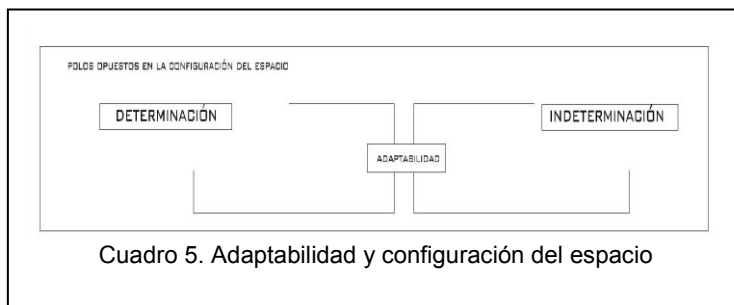 POLOS OPUESTOS EN LA CONFIGURACIÓN DEL ESPACIO
DETERMINACIÓN
INDETERMINACIÓN
ADAPTABILIDAD
Cuadro 5. Adaptabilidad y configuración del espacio